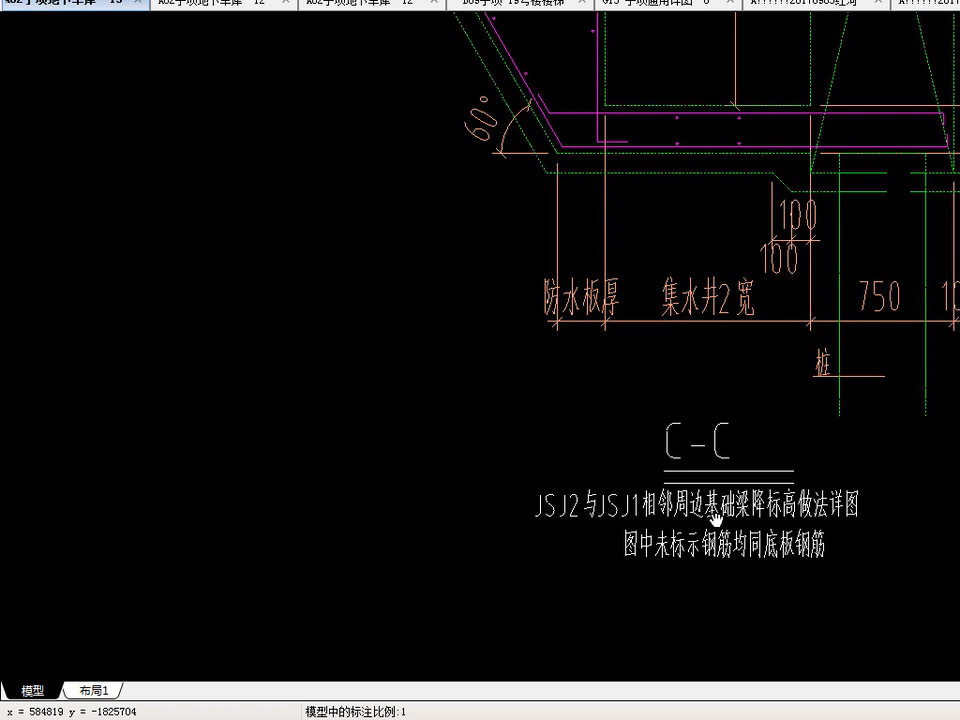 60°
100
100
防水板厚 集水井2宽 750
桩
C-C
JSJ2与JSJ1相邻周边基础梁降标高做法详图
图中未标示钢筋均同底板钢筋
模型 布局1
x = 584819 y = -1825704 模型中的标注比例:1